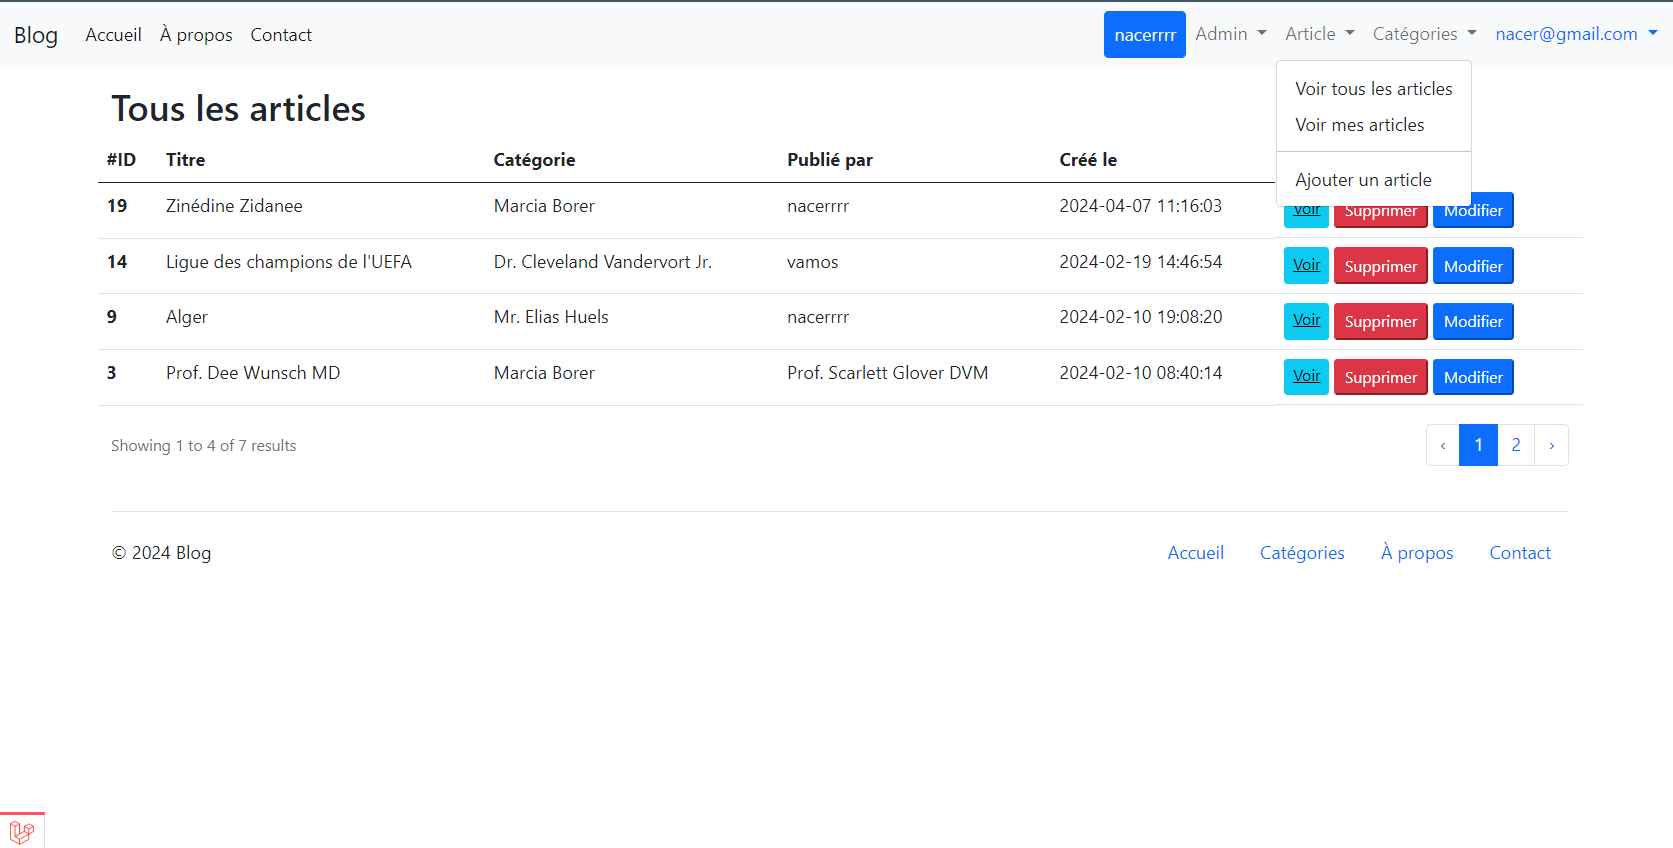 Blog Accueil À propos Contact nacerrrr Admin Article Catégories nacer@gmail.com
Voir tous les articles
Voir mes articles
Ajouter un article
Tous les articles
#ID Titre Catégorie Publié par Créé le
19 Zinédine Zidanee Marcia Borer nacerrrr 2024-04-07 11:16:03 Voir Supprimer Modifier
14 Ligue des champions de l'UEFA Dr. Cleveland Vandervort Jr. vamos 2024-02-19 14:46:54 Voir Supprimer Modifier
9 Alger Mr. Elias Huels nacerrrr 2024-02-10 19:08:20 Voir Supprimer Modifier
3 Prof. Dee Wunsch MD Marcia Borer Prof. Scarlett Glover DVM 2024-02-10 08:40:14 Voir Supprimer Modifier
Showing 1 to 4 of 7 results ‹ 1 2 ›
© 2024 Blog Accueil Catégories À propos Contact